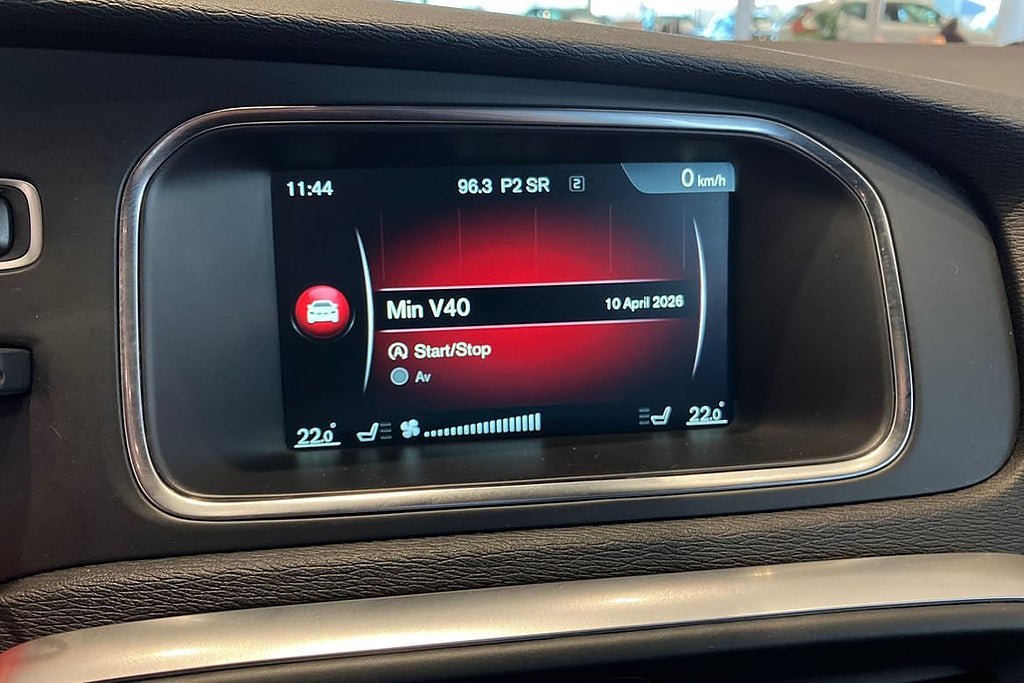 11:44 96.3 P2 SR 2 0 km/h
Min V40 10 April 2026
Start/Stop
Av
22.0° 22.0°